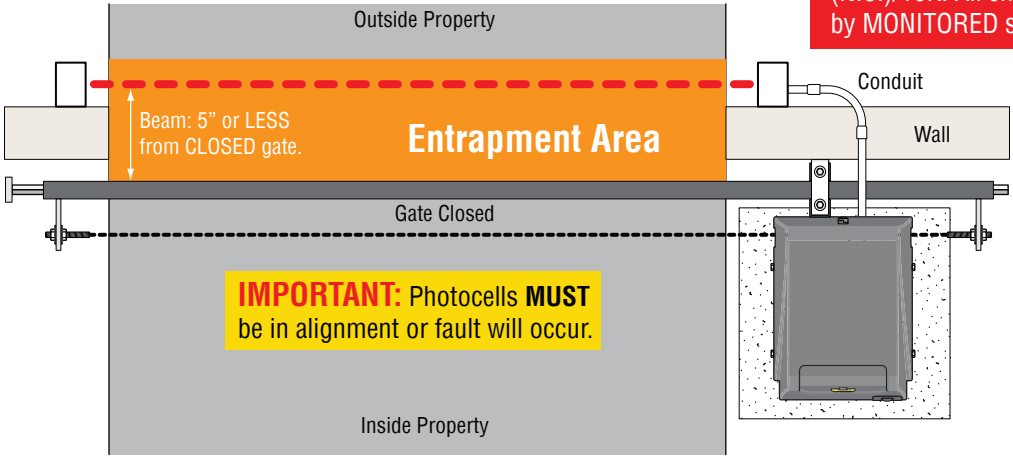 Outside Property
by MONITORED s
Conduit
Beam: 5” or LESS
from CLOSED gate.
Entrapment Area
Wall
Gate Closed
IMPORTANT: Photocells MUST
be in alignment or fault will occur.
Inside Property